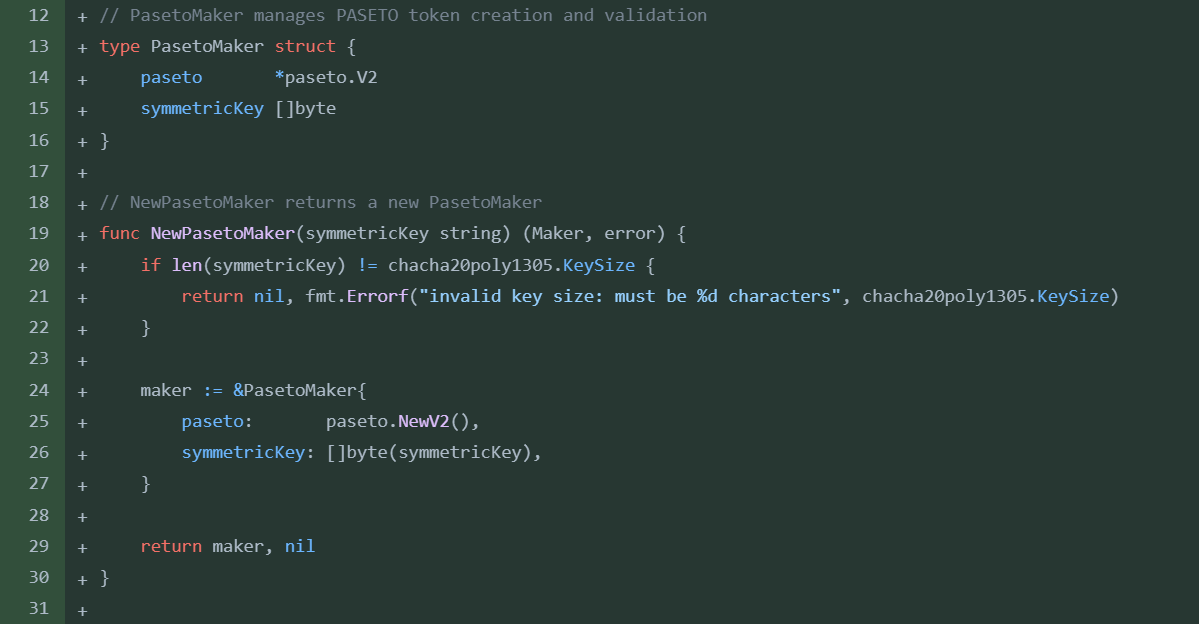 12 + // PasetoMaker manages PASETO token creation and validation
13 + type PasetoMaker struct {
14 +     paseto       *paseto.V2
15 +     symmetricKey []byte
16 + }
17 +
18 + // NewPasetoMaker returns a new PasetoMaker
19 + func NewPasetoMaker(symmetricKey string) (Maker, error) {
20 +     if len(symmetricKey) != chacha20poly1305.KeySize {
21 +         return nil, fmt.Errorf("invalid key size: must be %d characters", chacha20poly1305.KeySize)
22 +     }
23 +
24 +     maker := &PasetoMaker{
25 +         paseto:       paseto.NewV2(),
26 +         symmetricKey: []byte(symmetricKey),
27 +     }
28 +
29 +     return maker, nil
30 + }
31 +